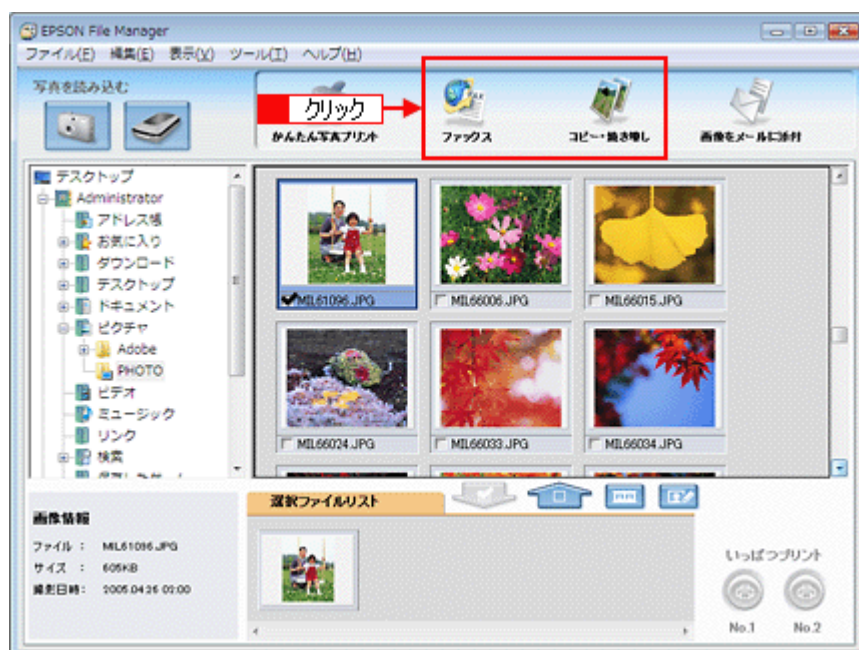 EPSON File Manager
ファイル(F) 編集(E) 表示(V) ツール(T) ヘルプ(H)
写真を読み込む
クリック
かんたん写真プリント
ファックス
コピー・焼き増し
画像をメールに添付
デスクトップ
Administrator
アドレス帳
お気に入り
ダウンロード
デスクトップ
ドキュメント
ピクチャ
Adobe
PHOTO
ビデオ
ミュージック
リンク
検索
MIL61096.JPG
MIL66006.JPG
MIL66015.JPG
MIL66024.JPG
MIL66033.JPG
MIL66034.JPG
選択ファイルリスト
画像情報
ファイル : MIL61096.JPG
サイズ : 605KB
撮影日時: 2005.04.26 02:00
いっぱつプリント
No.1 No.2